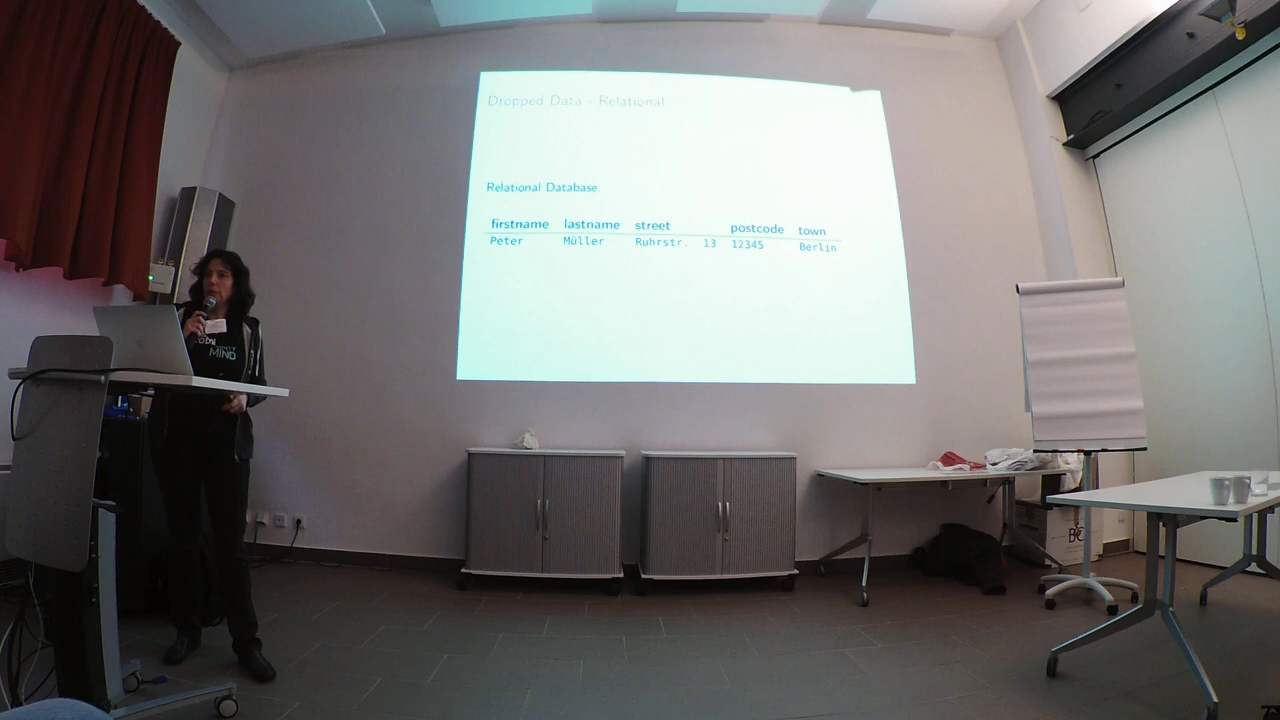 Dropped Data - Relational
Relational Database
firstname lastname street postcode town
Peter Müller Ruhrstr. 13 12345 Berlin
MIND